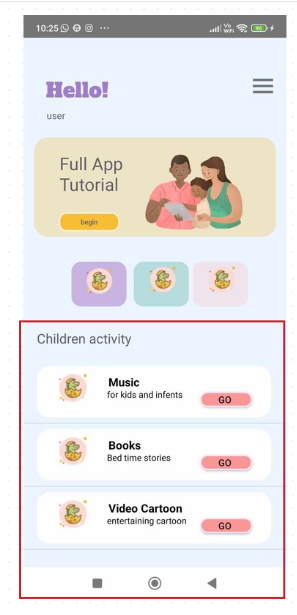 10:25
Vo
WiFi
96
Hello!
user
Full App
Tutorial
begin
Children activity
Music
for kids and infents
GO
Books
Bed time stories
GO
Video Cartoon
entertaining cartoon
GO